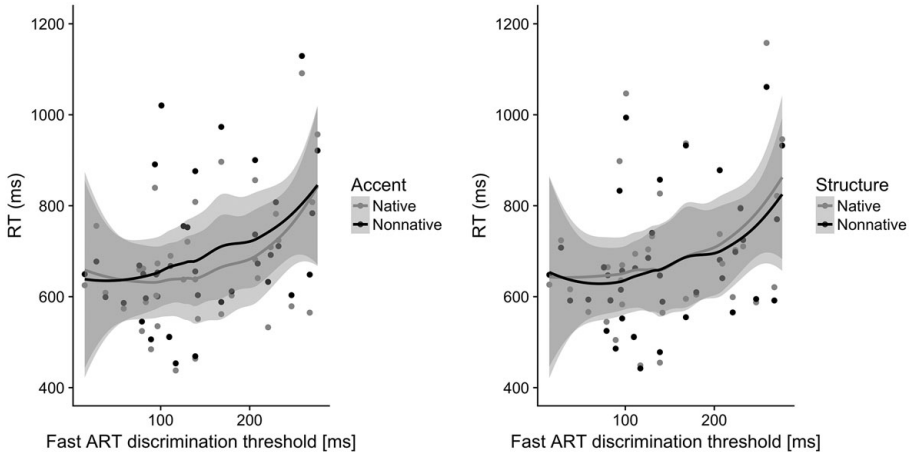 1200
1000
800
600
400
RT (ms)
100
200
Fast ART discrimination threshold [ms]
Accent
Native
Nonnative
1200
1000
800
600
400
RT (ms)
100
200
Fast ART discrimination threshold [ms]
Structure
Native
Nonnative